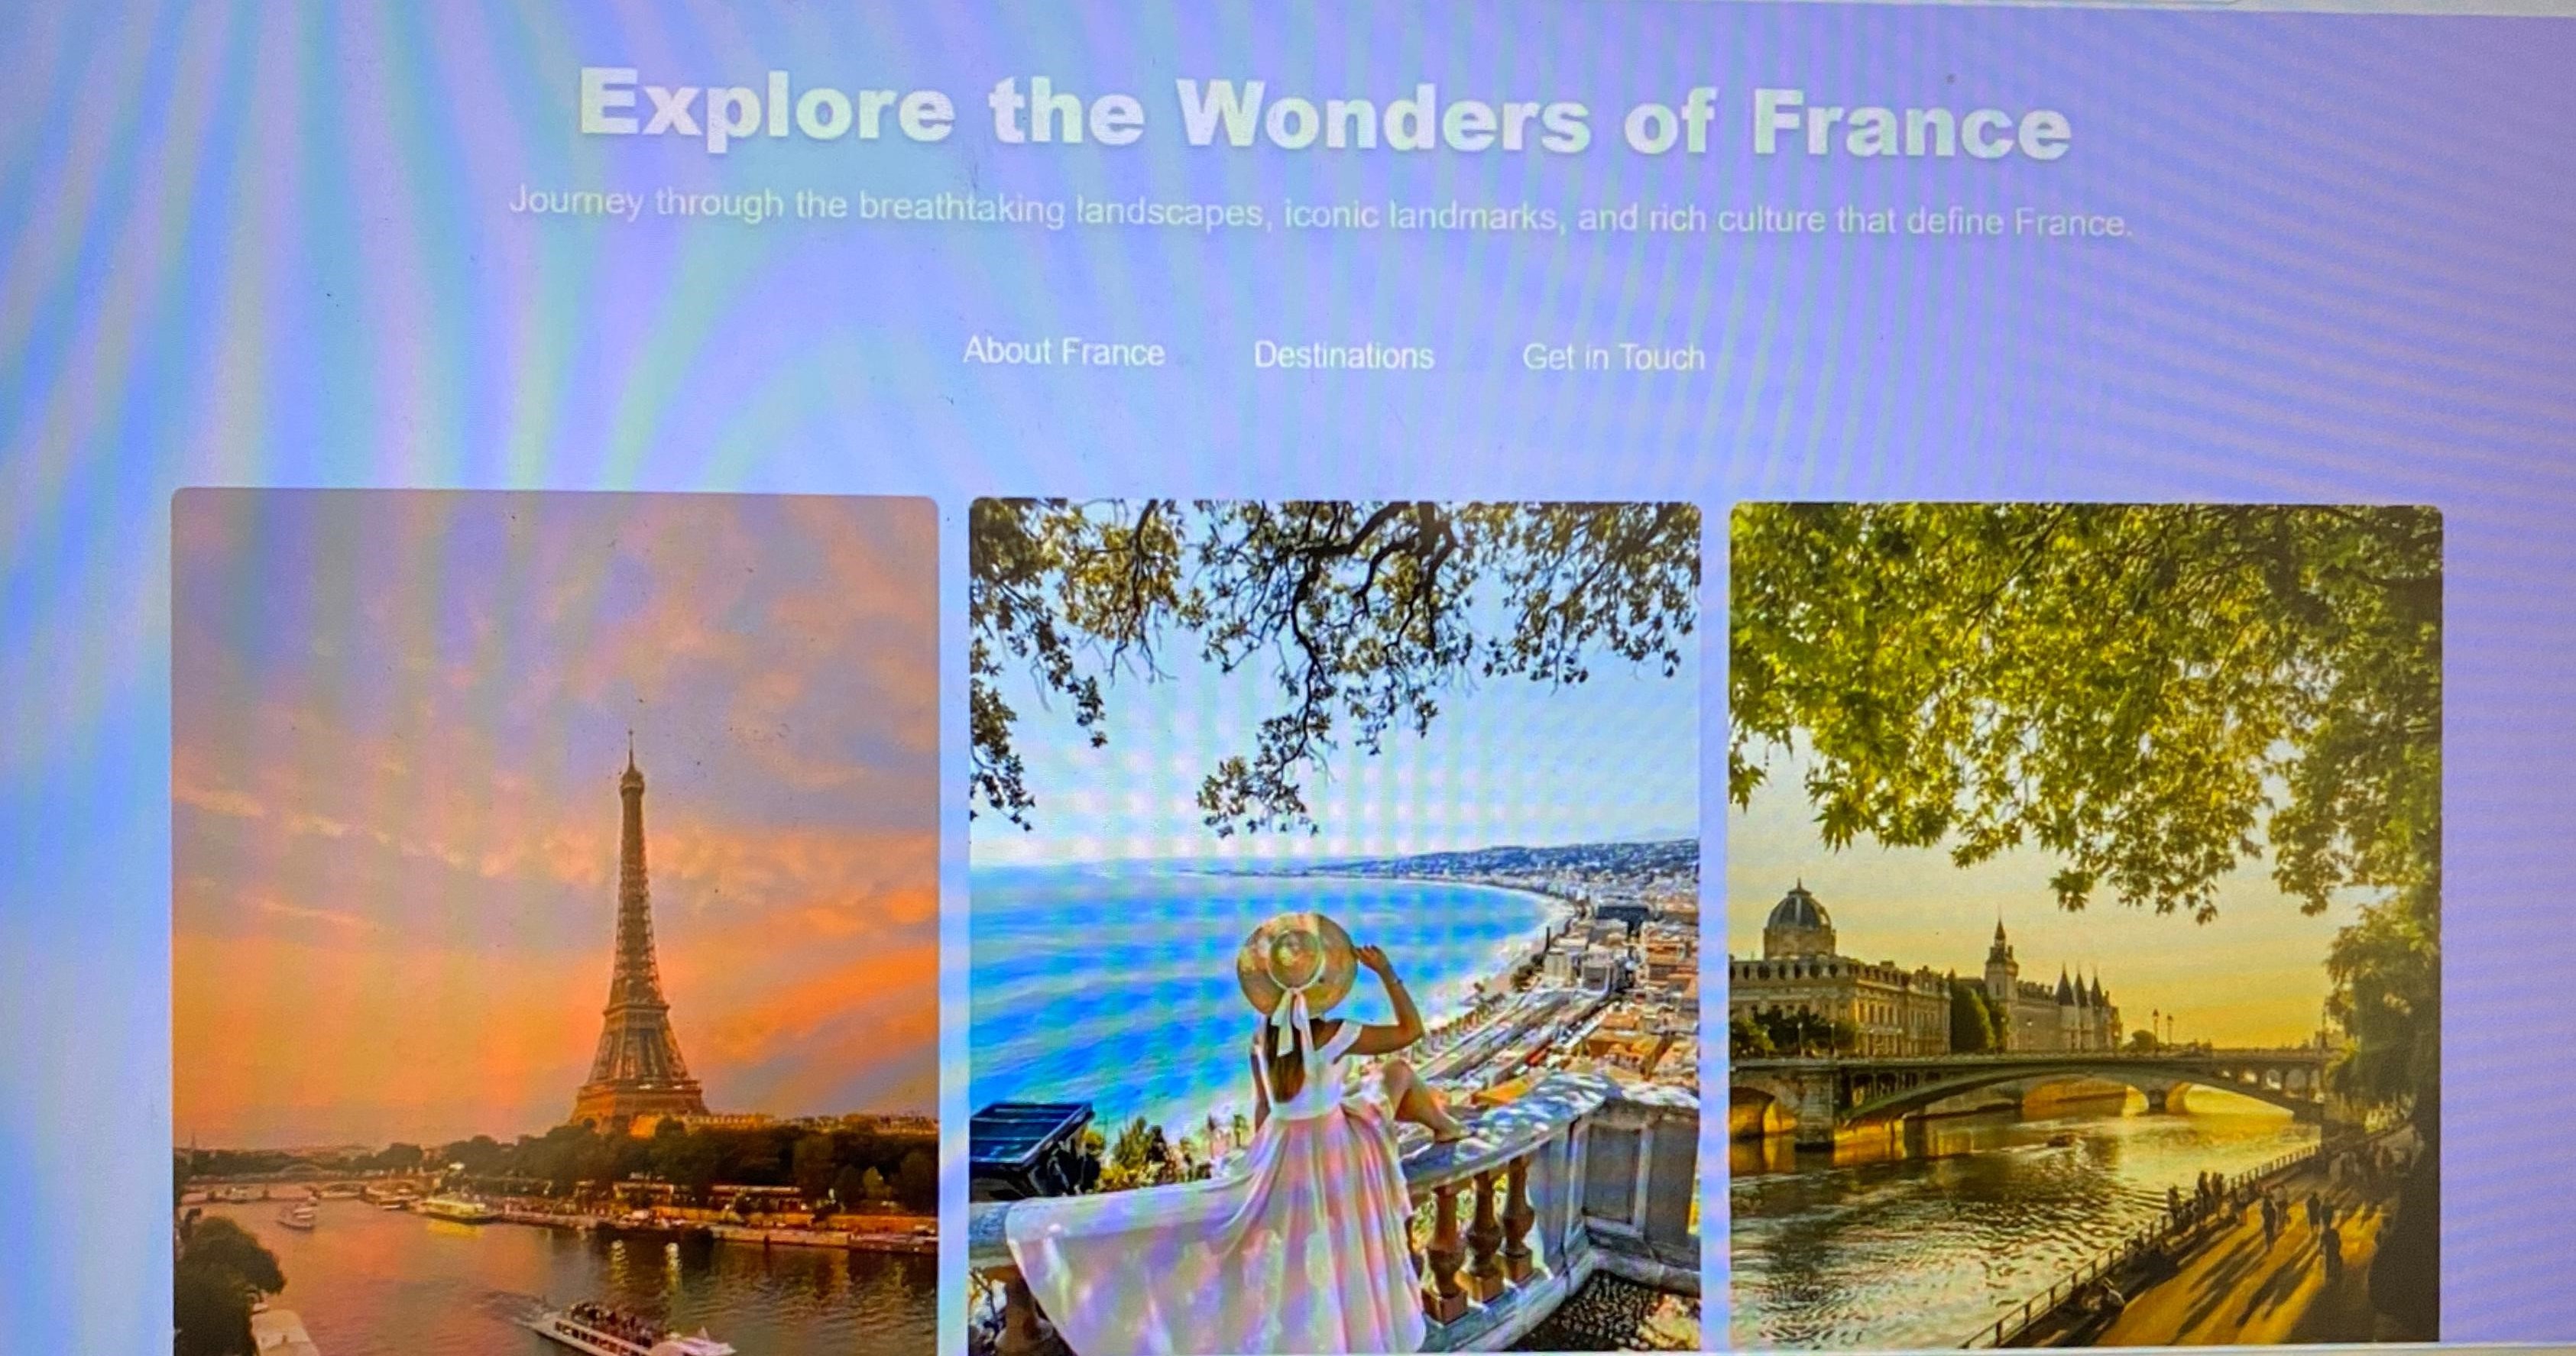 Explore the Wonders of France
Journey through the breathtaking landscapes, iconic landmarks, and rich culture that define France.
About France Destinations Get in Touch